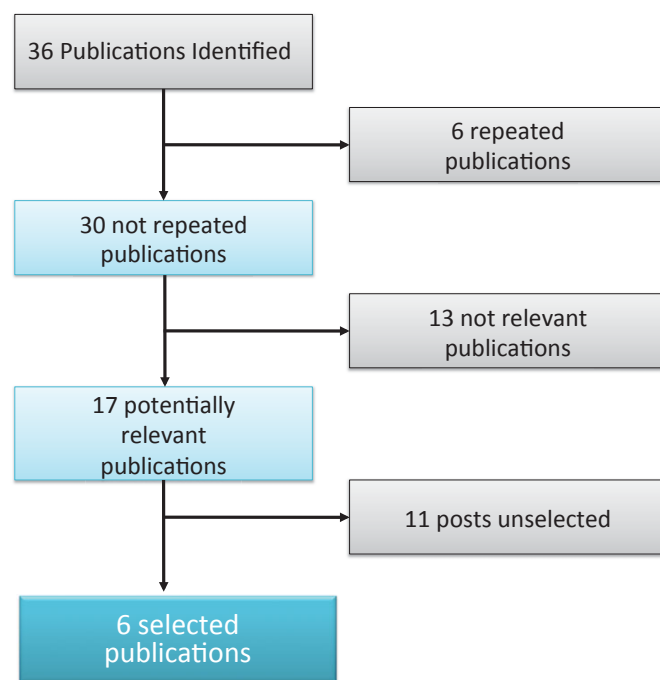 36 Publications Identified
6 repeated
publications
30 not repeated
publications
13 not relevant
publications
17 potentially
relevant
publications
11 posts unselected
6 selected
publications